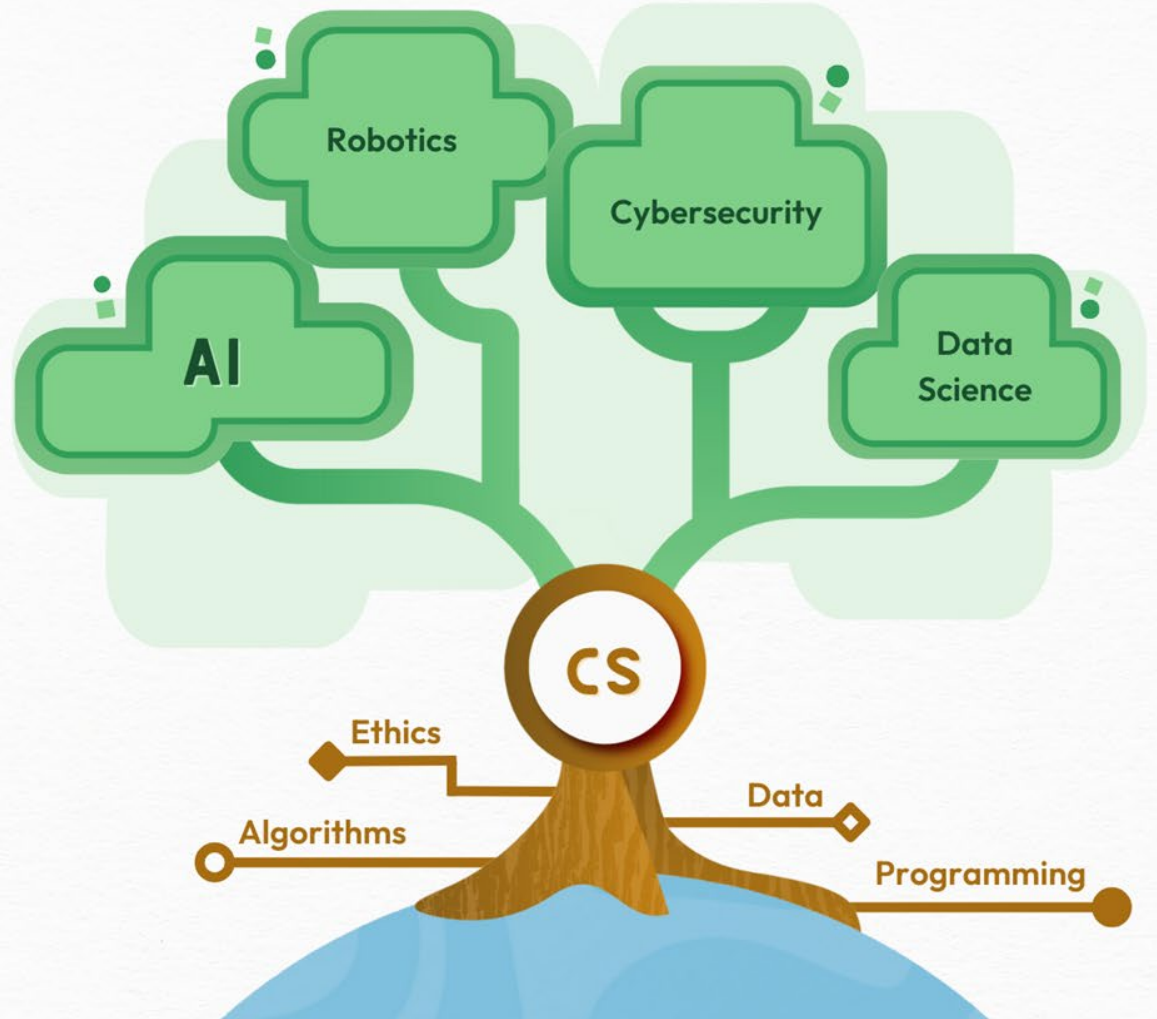 Robotics
Cybersecurity
AI
Data
Science
CS
Ethics
Data
Algorithms
Programming